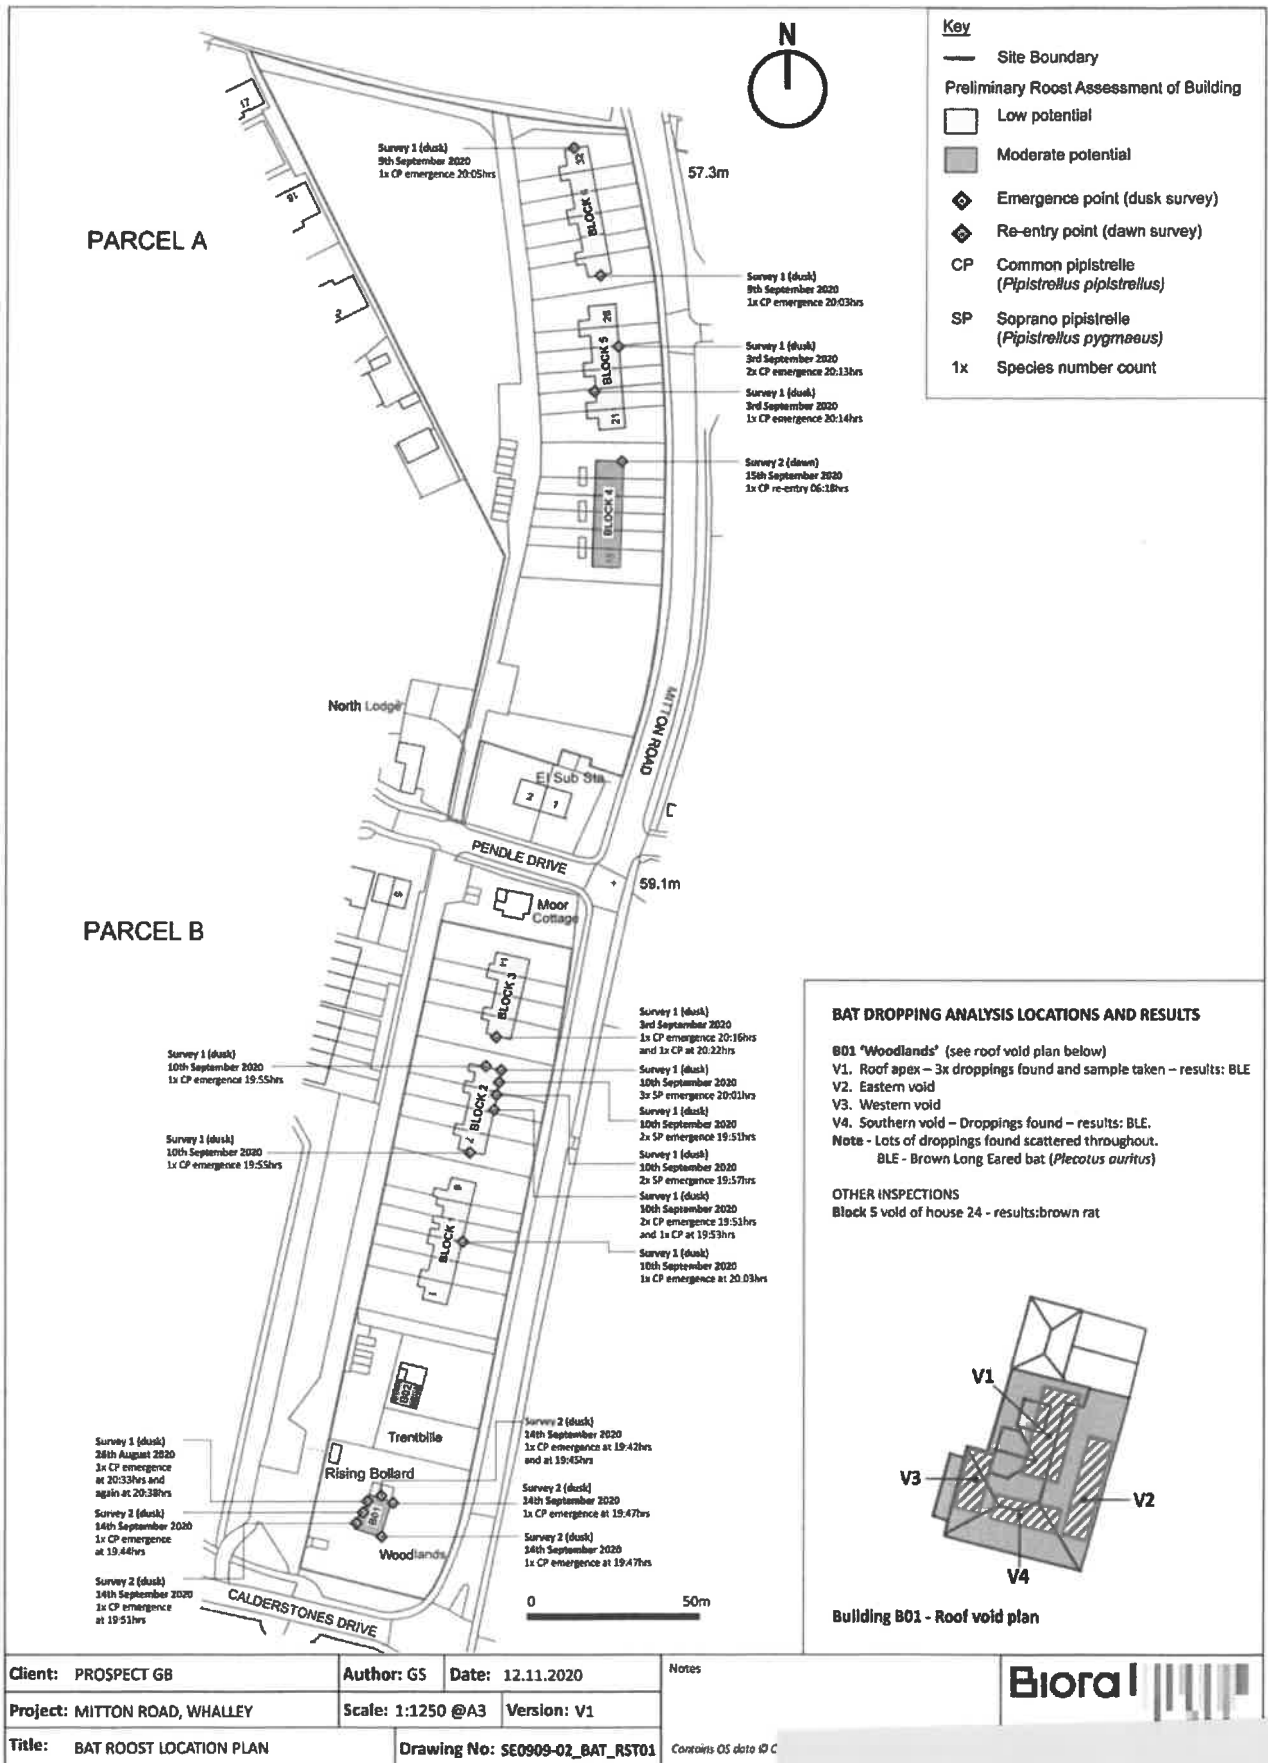 N
Key
Site Boundary
Preliminary Roost Assessment of Building
Low potential
Moderate potential
Emergence point (dusk survey)
Re-entry point (dawn survey)
CP Common pipistrelle
(Pipistrellus pipistrellus)
SP Soprano pipistrelle
(Pipistrellus pygmaeus)
1x Species number count
PARCEL A
17
16
2
Survey 1 (dusk)
9th September 2020
1x CP emergence 20:05hrs
32
BLOCK 6
57.3m
Survey 1 (dusk)
9th September 2020
1x CP emergence 20:03hrs
26
BLOCK 5
21
Survey 1 (dusk)
3rd September 2020
2x CP emergence 20:13hrs
Survey 1 (dusk)
3rd September 2020
1x CP emergence 20:14hrs
Survey 2 (dawn)
15th September 2020
1x CP re-entry 06:18hrs
BLOCK 4
North Lodge
MITTON ROAD
El Sub Sta
2
1
PENDLE DRIVE
59.1m
5
Moor
Cottage
PARCEL B
BLOCK 3
Survey 1 (dusk)
3rd September 2020
1x CP emergence 20:16hrs
and 1x CP at 20:22hrs
Survey 1 (dusk)
10th September 2020
1x CP emergence 19:55hrs
Survey 1 (dusk)
10th September 2020
3x SP emergence 20:01hrs
BLOCK 2
7
Survey 1 (dusk)
10th September 2020
2x SP emergence 19:51hrs
Survey 1 (dusk)
10th September 2020
1x CP emergence 19:55hrs
Survey 1 (dusk)
10th September 2020
2x SP emergence 19:57hrs
Survey 1 (dusk)
10th September 2020
2x CP emergence 19:51hrs
and 1x CP at 19:53hrs
BLOCK 1
1
Survey 1 (dusk)
10th September 2020
1x CP emergence at 20:03hrs
B02
Trentbille
Rising Bollard
B01
Woodlands
Survey 2 (dusk)
14th September 2020
1x CP emergence at 19:42hrs
and at 19:45hrs
Survey 2 (dusk)
14th September 2020
1x CP emergence at 19:47hrs
Survey 2 (dusk)
14th September 2020
1x CP emergence at 19:47hrs
Survey 1 (dusk)
26th August 2020
1x CP emergence
at 20:33hrs and
again at 20:38hrs
Survey 2 (dusk)
14th September 2020
1x CP emergence
at 19:44hrs
Survey 2 (dusk)
14th September 2020
1x CP emergence
at 19:51hrs
CALDERSTONES DRIVE
0 50m
BAT DROPPING ANALYSIS LOCATIONS AND RESULTS
B01 'Woodlands' (see roof void plan below)
V1. Roof apex – 3x droppings found and sample taken – results: BLE
V2. Eastern void
V3. Western void
V4. Southern void – Droppings found – results: BLE.
Note - Lots of droppings found scattered throughout.
BLE - Brown Long Eared bat (Plecotus auritus)
OTHER INSPECTIONS
Block 5 void of house 24 - results:brown rat
V1
V3
V2
V4
Building B01 - Roof void plan
Client: PROSPECT GB
Author: GS Date: 12.11.2020
Notes
Project: MITTON ROAD, WHALLEY
Scale: 1:1250 @A3 Version: V1
Title: BAT ROOST LOCATION PLAN
Drawing No: SE0909-02_BAT_RST01
Contains OS data © C
Bioral